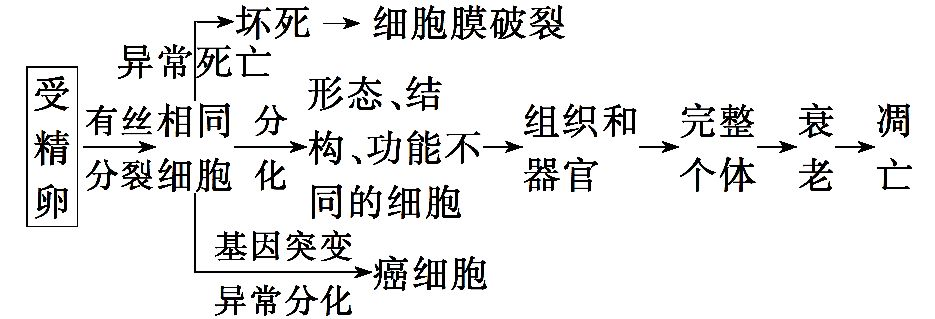 坏死 → 细胞膜破裂
异常死亡
受精卵
有丝分裂
相同细胞
分化
形态、结构、功能不同的细胞
组织和器官
完整个体
衰老
凋亡
基因突变
异常分化
癌细胞